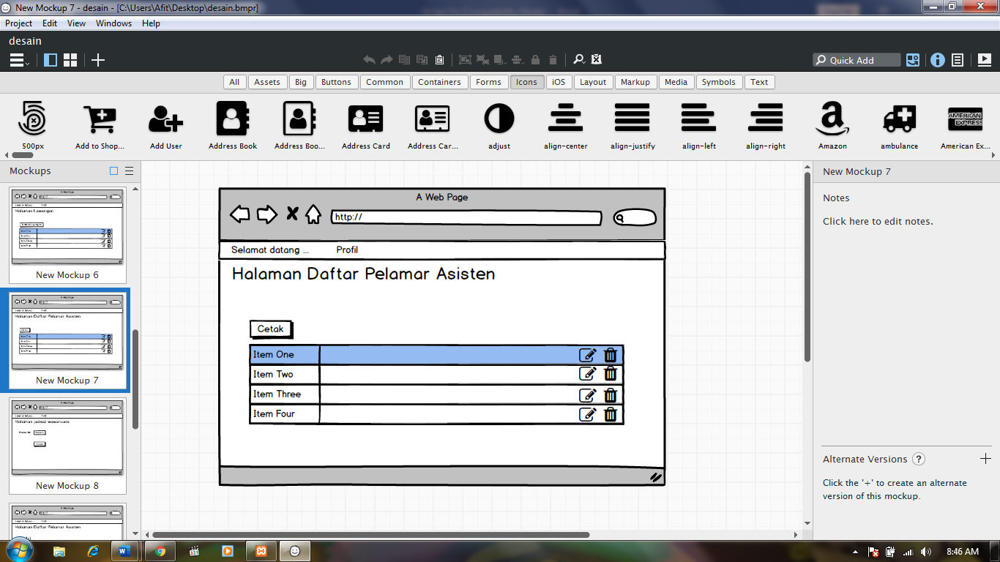 New Mockup 7 - desain - [C:\Users\Afit\Desktop\desain.bmpr]
Project Edit View Windows Help
desain
Quick Add
All Assets Big Buttons Common Containers Forms Icons iOS Layout Markup Media Symbols Text
AMERICAN EXPRESS
500px Add to Shop... Add User Address Book Address Boo... Address Card Address Car... adjust align-center align-justify align-left align-right Amazon ambulance American Ex...
Mockups
Halaman Lowongan
New Mockup 6
Halaman Daftar Pelamar Asisten
New Mockup 7
Halaman jadwal wawancara
New Mockup 8
Halaman Daftar Pelamar Asisten
A Web Page
http://
Selamat datang ... Profil
Halaman Daftar Pelamar Asisten
Cetak
Item One
Item Two
Item Three
Item Four
New Mockup 7
Notes
Click here to edit notes.
Alternate Versions ?
Click the '+' to create an alternate
version of this mockup.
8:46 AM